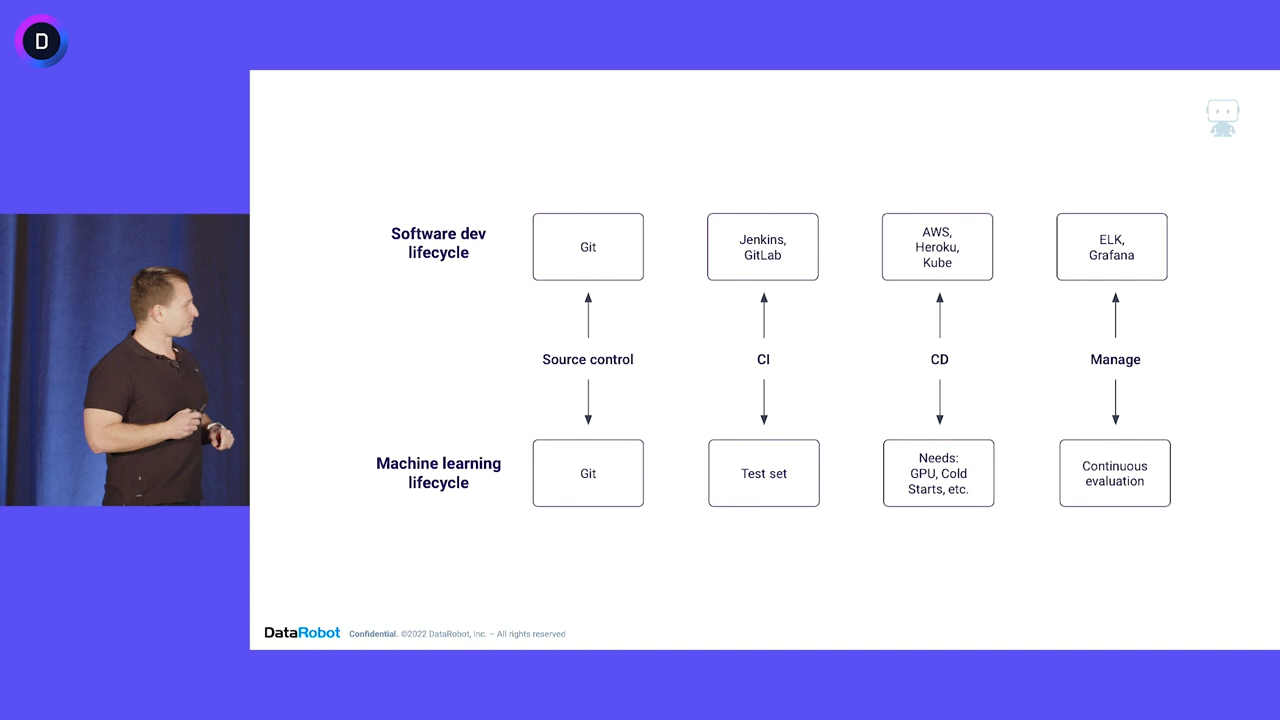 D
Software dev
lifecycle
Git
Jenkins,
GitLab
AWS,
Heroku,
Kube
ELK,
Grafana
Source control
CI
CD
Manage
Machine learning
lifecycle
Git
Test set
Needs:
GPU, Cold
Starts, etc.
Continuous
evaluation
DataRobot Confidential. ©2022 DataRobot, Inc. – All rights reserved